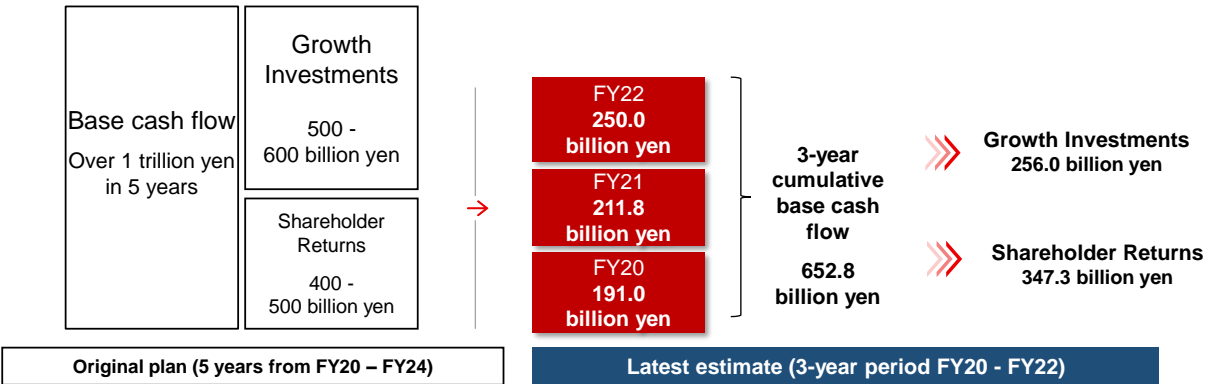 Base cash flow
Over 1 trillion yen
in 5 years
Growth
Investments
500 -
600 billion yen
Shareholder
Returns
400 -
500 billion yen
Original plan (5 years from FY20 – FY24)
FY22
250.0
billion yen
FY21
211.8
billion yen
FY20
191.0
billion yen
3-year
cumulative
base cash
flow
652.8
billion yen
Growth Investments
256.0 billion yen
Shareholder Returns
347.3 billion yen
Latest estimate (3-year period FY20 - FY22)